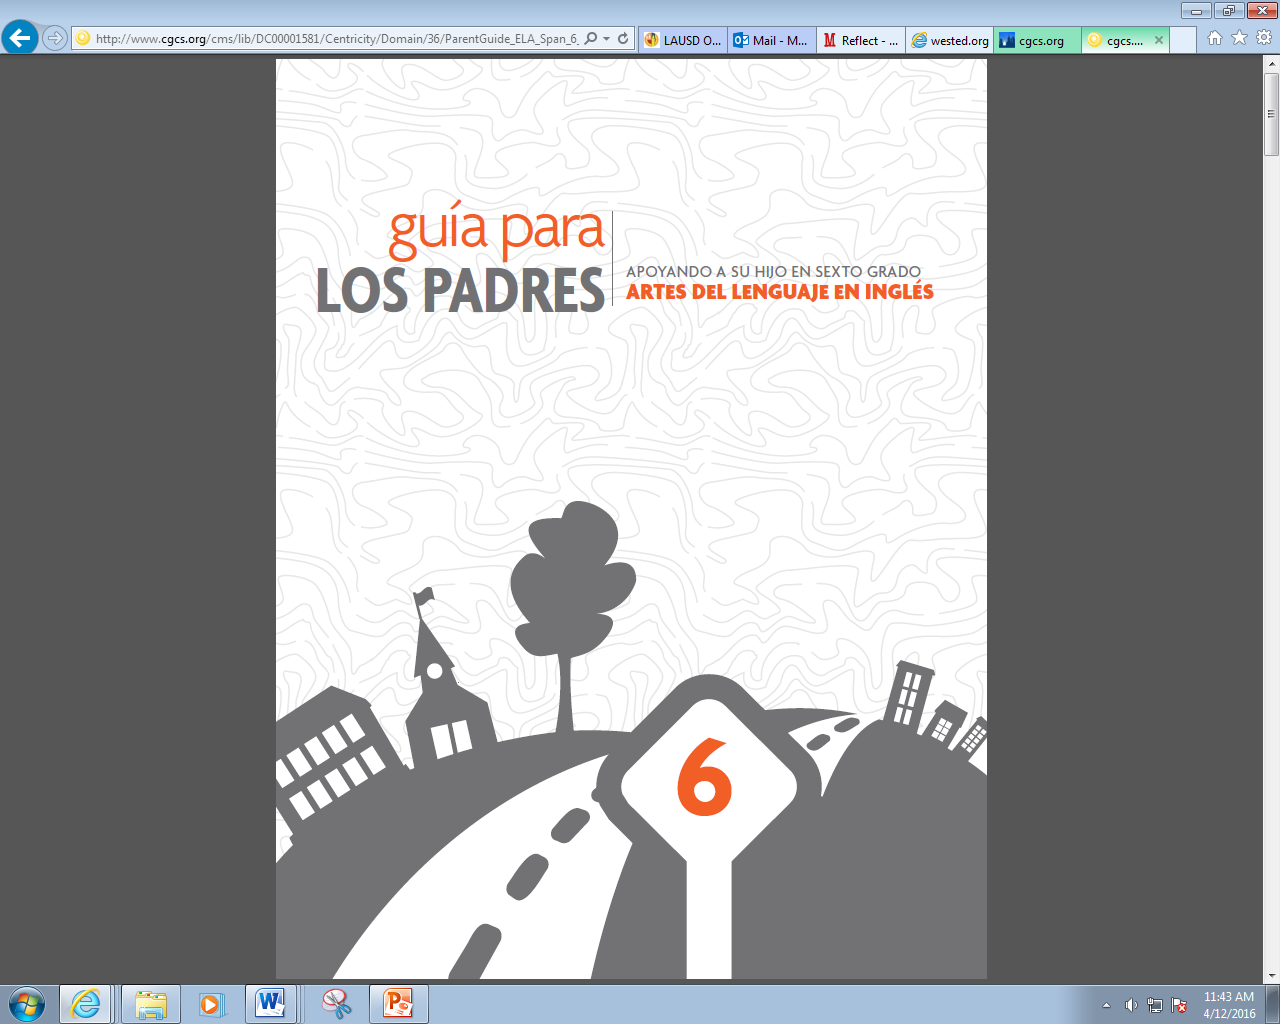 http://www.cgcs.org/cms/lib/DC00001581/Centricity/Domain/36/ParentGuide_ELA_Span_6_
LAUSD O...
Mail - M...
Reflect - ...
wested.org
cgcs.org
cgcs....
guía para
LOS PADRES
APOYANDO A SU HIJO EN SEXTO GRADO
ARTES DEL LENGUAJE EN INGLÉS
6
11:43 AM
4/12/2016